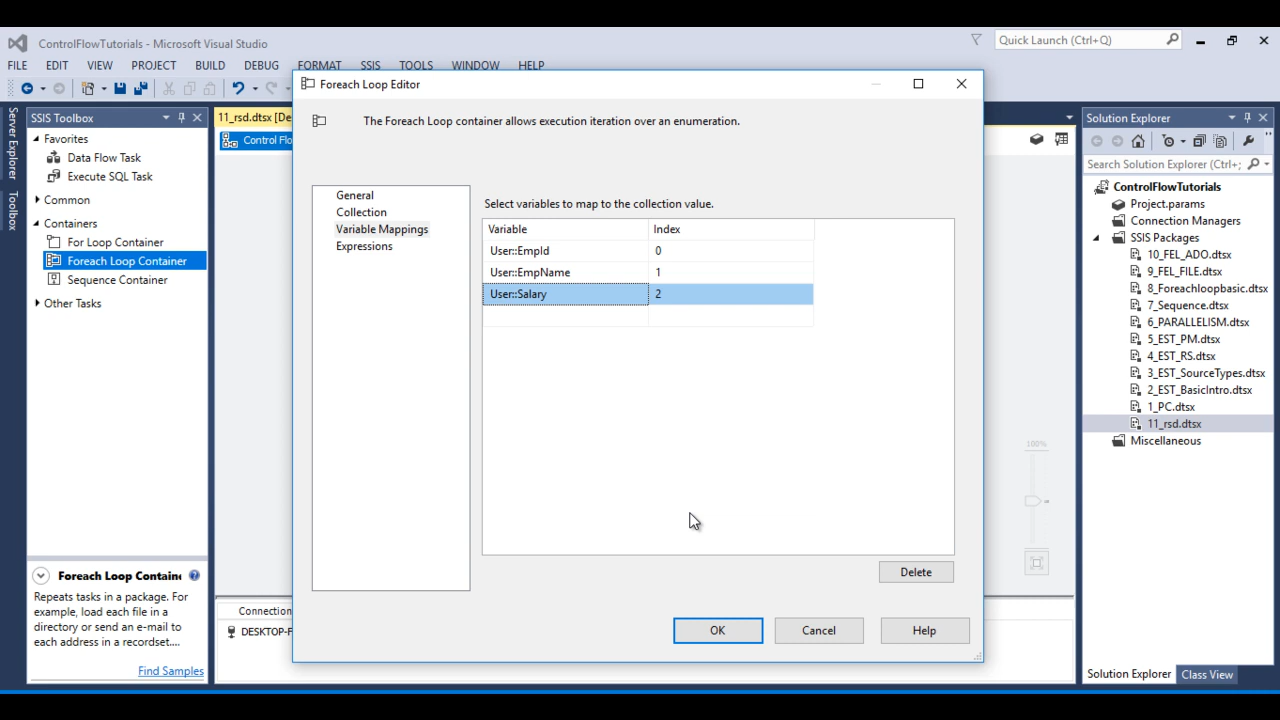 ControlFlowTutorials - Microsoft Visual Studio
Quick Launch (Ctrl+Q)
FILE EDIT VIEW PROJECT BUILD DEBUG FORMAT SSIS TOOLS WINDOW HELP
Server Explorer
Toolbox
SSIS Toolbox
Favorites
Data Flow Task
Execute SQL Task
Common
Containers
For Loop Container
Foreach Loop Container
Sequence Container
Other Tasks
Foreach Loop Containe
Repeats tasks in a package. For
example, load each file in a
directory or send an e-mail to
each address in a recordset....
Find Samples
11_rsd.dtsx [De
Control Flo
Connection
DESKTOP-F
100%
Foreach Loop Editor
The Foreach Loop container allows execution iteration over an enumeration.
General
Collection
Variable Mappings
Expressions
Select variables to map to the collection value.
Variable Index
User::EmpId 0
User::EmpName 1
User::Salary 2
Delete
OK Cancel Help
Solution Explorer
Search Solution Explorer (Ctrl+;
ControlFlowTutorials
Project.params
Connection Managers
SSIS Packages
10_FEL_ADO.dtsx
9_FEL_FILE.dtsx
8_Foreachloopbasic.dtsx
7_Sequence.dtsx
6_PARALLELISM.dtsx
5_EST_PM.dtsx
4_EST_RS.dtsx
3_EST_SourceTypes.dtsx
2_EST_BasicIntro.dtsx
1_PC.dtsx
11_rsd.dtsx
Miscellaneous
Solution Explorer Class View